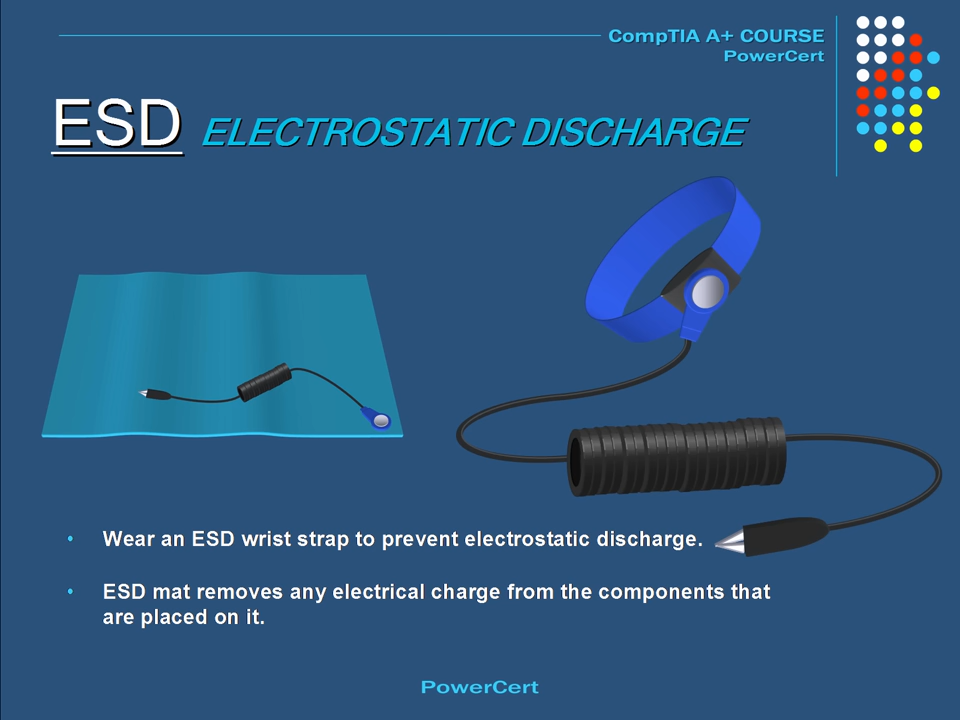 CompTIA A+ COURSE
PowerCert
ESD ELECTROSTATIC DISCHARGE
• Wear an ESD wrist strap to prevent electrostatic discharge.
• ESD mat removes any electrical charge from the components that
are placed on it.
PowerCert